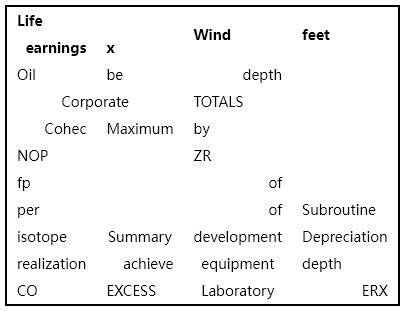 Life
earnings x Wind feet
Oil be depth
Corporate TOTALS
Cohec Maximum by
NOP ZR
fp of
per of Subroutine
isotope Summary development Depreciation
realization achieve equipment depth
CO EXCESS Laboratory ERX